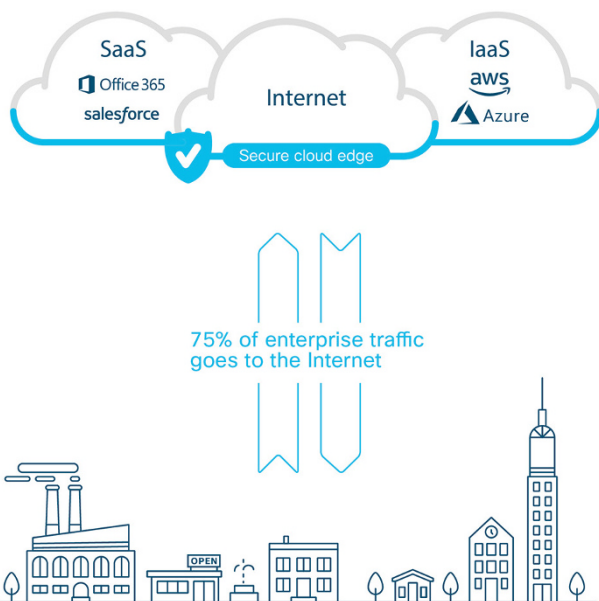 SaaS
Office 365
salesforce
Internet
IaaS
aws
Azure
Secure cloud edge
75% of enterprise traffic
goes to the Internet
OPEN